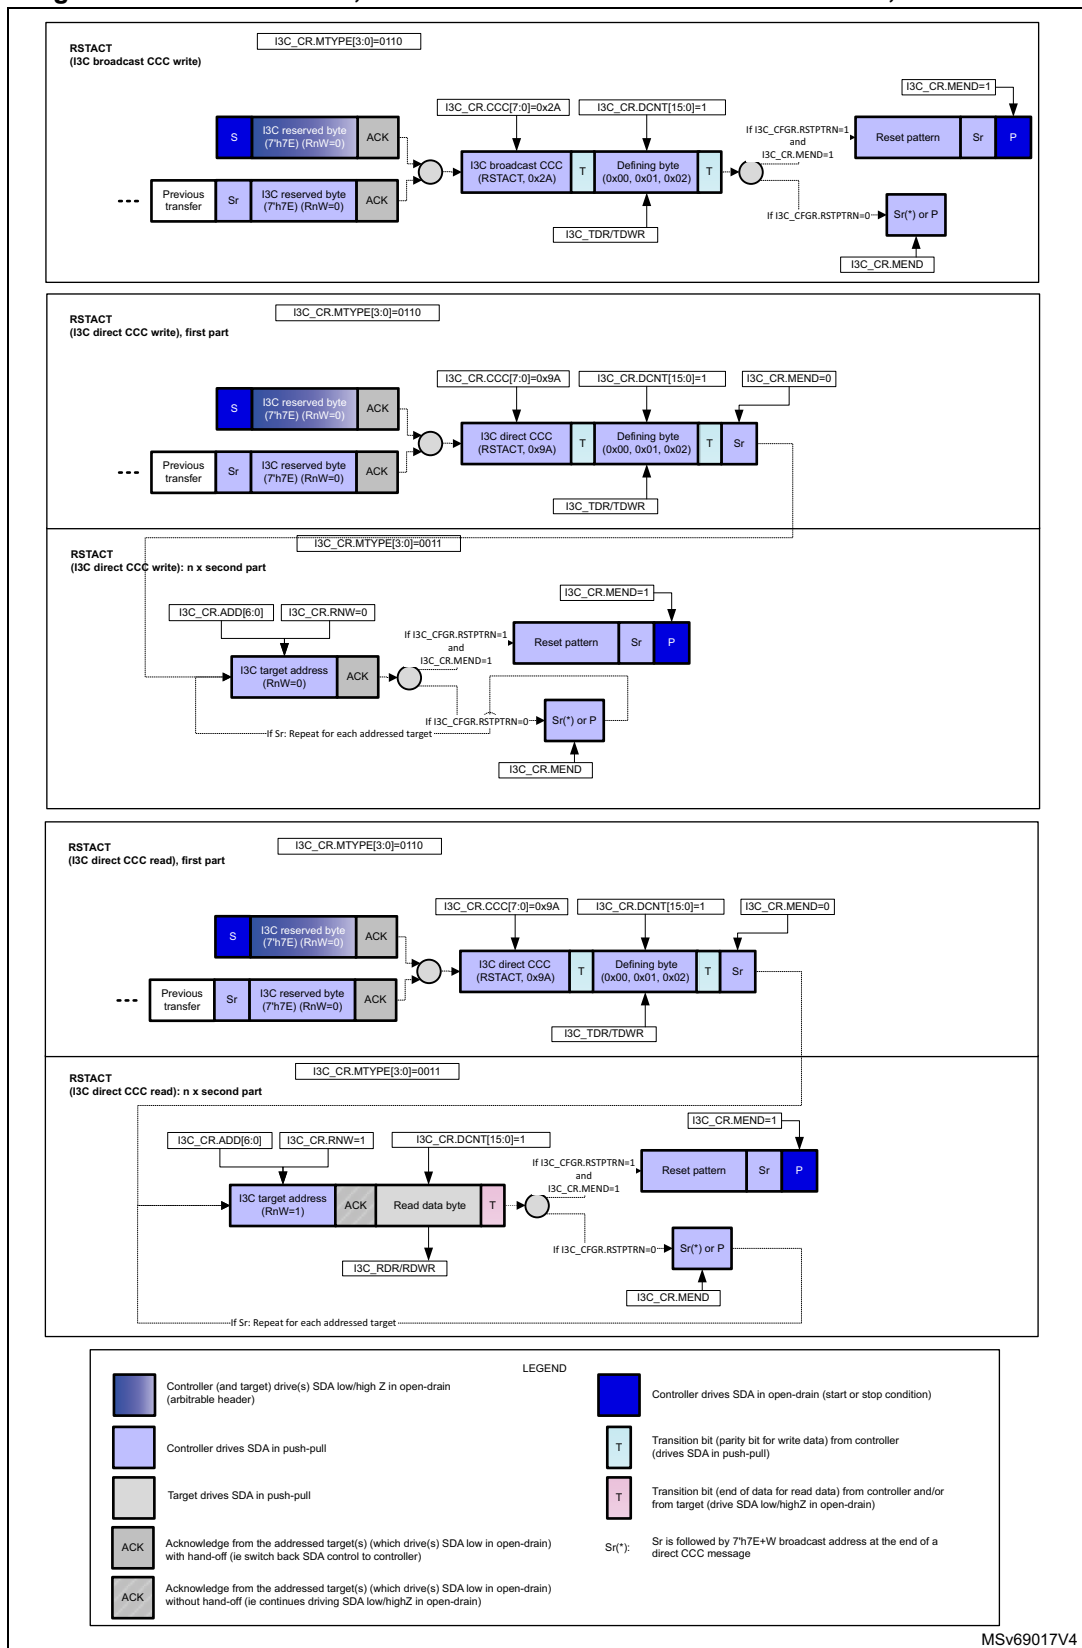 RSTACT
(I3C broadcast CCC write)
I3C_CR.MTYPE[3:0]=0110
I3C_CR.MEND=1
I3C_CR.CCC[7:0]=0x2A
I3C_CR.DCNT[15:0]=1
S
I3C reserved byte
(7'h7E) (RnW=0)
ACK
If I3C_CFGR.RSTPTRN=1
and
I3C_CR.MEND=1
Reset pattern
Sr
P
I3C broadcast CCC
(RSTACT, 0x2A)
T
Defining byte
(0x00, 0x01, 0x02)
T
Previous
transfer
Sr
I3C reserved byte
(7'h7E) (RnW=0)
ACK
If I3C_CFGR.RSTPTRN=0
Sr(*) or P
I3C_TDR/TDWR
I3C_CR.MEND
RSTACT
(I3C direct CCC write), first part
I3C_CR.MTYPE[3:0]=0110
I3C_CR.CCC[7:0]=0x9A
I3C_CR.DCNT[15:0]=1
I3C_CR.MEND=0
S
I3C reserved byte
(7'h7E) (RnW=0)
ACK
I3C direct CCC
(RSTACT, 0x9A)
T
Defining byte
(0x00, 0x01, 0x02)
T
Sr
Previous
transfer
Sr
I3C reserved byte
(7'h7E) (RnW=0)
ACK
I3C_TDR/TDWR
RSTACT
(I3C direct CCC write): n x second part
I3C_CR.MTYPE[3:0]=0011
I3C_CR.MEND=1
I3C_CR.ADD[6:0]
I3C_CR.RNW=0
If I3C_CFGR.RSTPTRN=1
and
I3C_CR.MEND=1
Reset pattern
Sr
P
I3C target address
(RnW=0)
ACK
If I3C_CFGR.RSTPTRN=0
Sr(*) or P
If Sr: Repeat for each addressed target
I3C_CR.MEND
RSTACT
(I3C direct CCC read), first part
I3C_CR.MTYPE[3:0]=0110
I3C_CR.CCC[7:0]=0x9A
I3C_CR.DCNT[15:0]=1
I3C_CR.MEND=0
S
I3C reserved byte
(7'h7E) (RnW=0)
ACK
I3C direct CCC
(RSTACT, 0x9A)
T
Defining byte
(0x00, 0x01, 0x02)
T
Sr
Previous
transfer
Sr
I3C reserved byte
(7'h7E) (RnW=0)
ACK
I3C_TDR/TDWR
RSTACT
(I3C direct CCC read): n x second part
I3C_CR.MTYPE[3:0]=0011
I3C_CR.MEND=1
I3C_CR.ADD[6:0]
I3C_CR.RNW=1
I3C_CR.DCNT[15:0]=1
If I3C_CFGR.RSTPTRN=1
and
I3C_CR.MEND=1
Reset pattern
Sr
P
I3C target address
(RnW=1)
ACK
Read data byte
T
If I3C_CFGR.RSTPTRN=0
Sr(*) or P
I3C_RDR/RDWR
I3C_CR.MEND
If Sr: Repeat for each addressed target
LEGEND
Controller (and target) drive(s) SDA low/high Z in open-drain
(arbitrable header)
Controller drives SDA in open-drain (start or stop condition)
Controller drives SDA in push-pull
T
Transition bit (parity bit for write data) from controller
(drives SDA in push-pull)
Target drives SDA in push-pull
T
Transition bit (end of data for read data) from controller and/or
from target (drive SDA low/highZ in open-drain)
ACK
Acknowledge from the addressed target(s) (which drive(s) SDA low in open-drain)
with hand-off (ie switch back SDA control to controller)
Sr(*):
Sr is followed by 7'h7E+W broadcast address at the end of a
direct CCC message
ACK
Acknowledge from the addressed target(s) (which drive(s) SDA low in open-drain)
without hand-off (ie continues driving SDA low/highZ in open-drain)
MSv69017V4